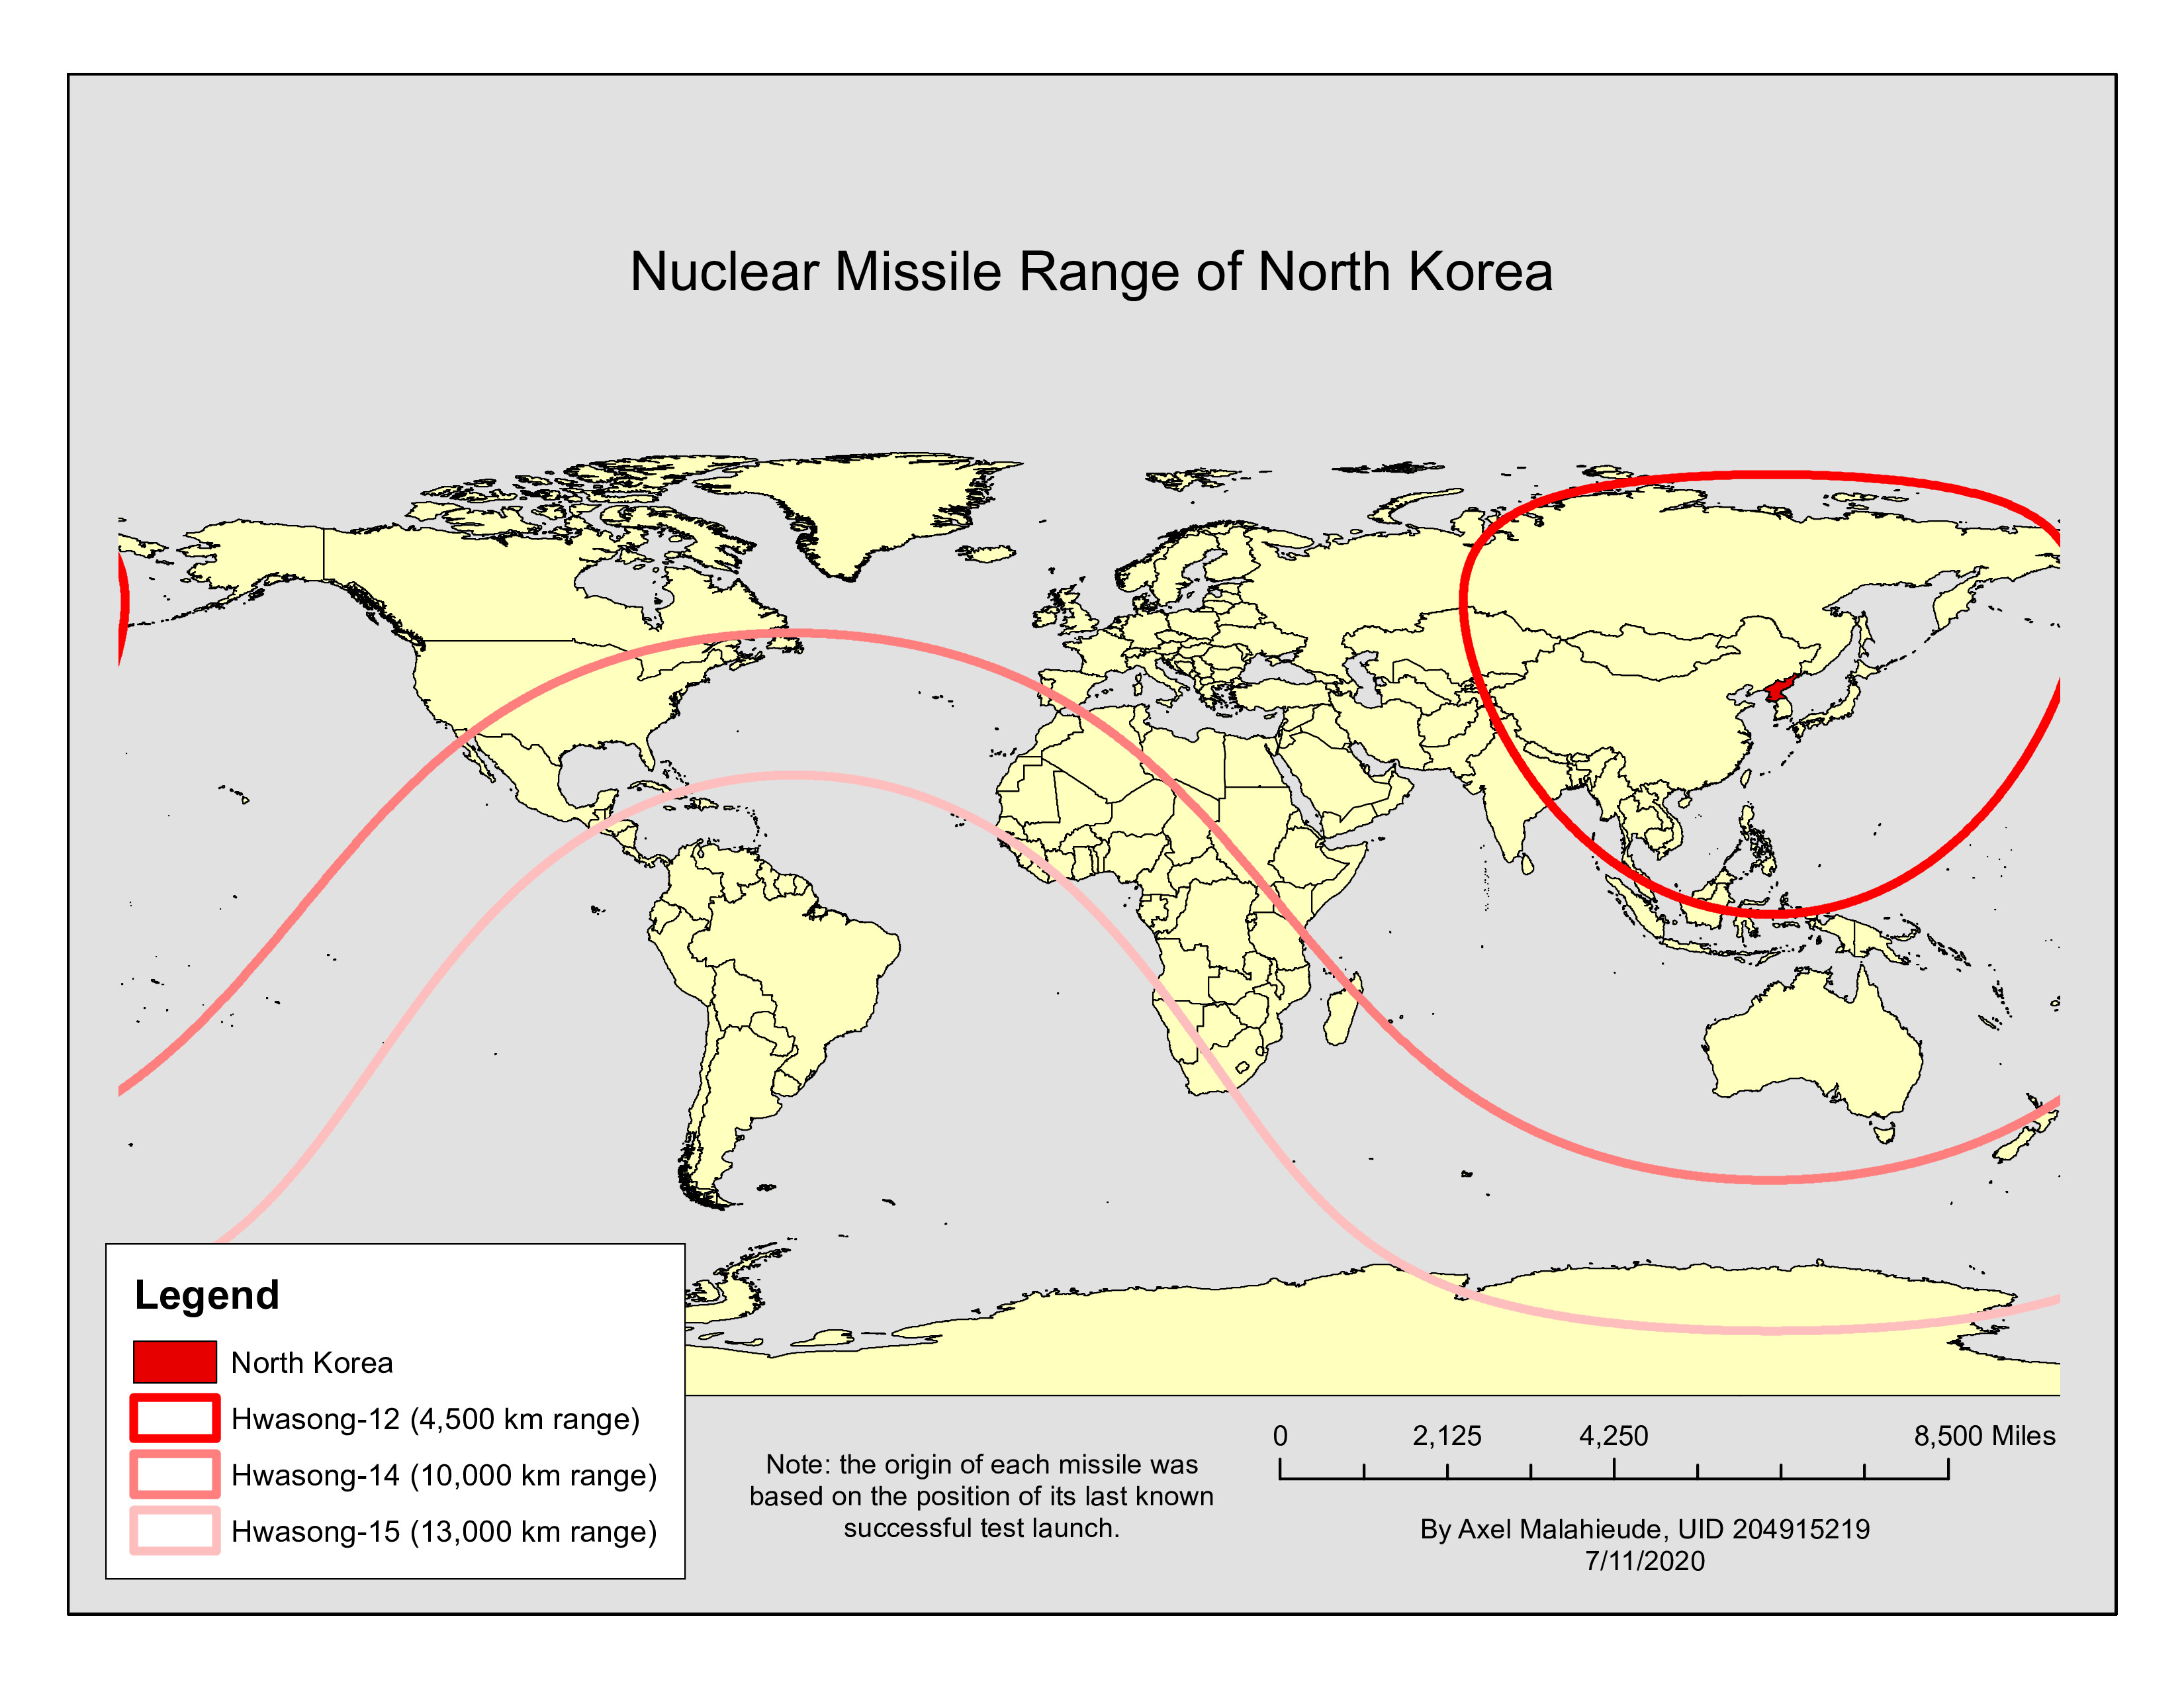 Nuclear Missile Range of North Korea
Legend
North Korea
Hwasong-12 (4,500 km range)
Hwasong-14 (10,000 km range)
Hwasong-15 (13,000 km range)
Note: the origin of each missile was
based on the position of its last known
successful test launch.
0 2,125 4,250 8,500 Miles
By Axel Malahieude, UID 204915219
7/11/2020